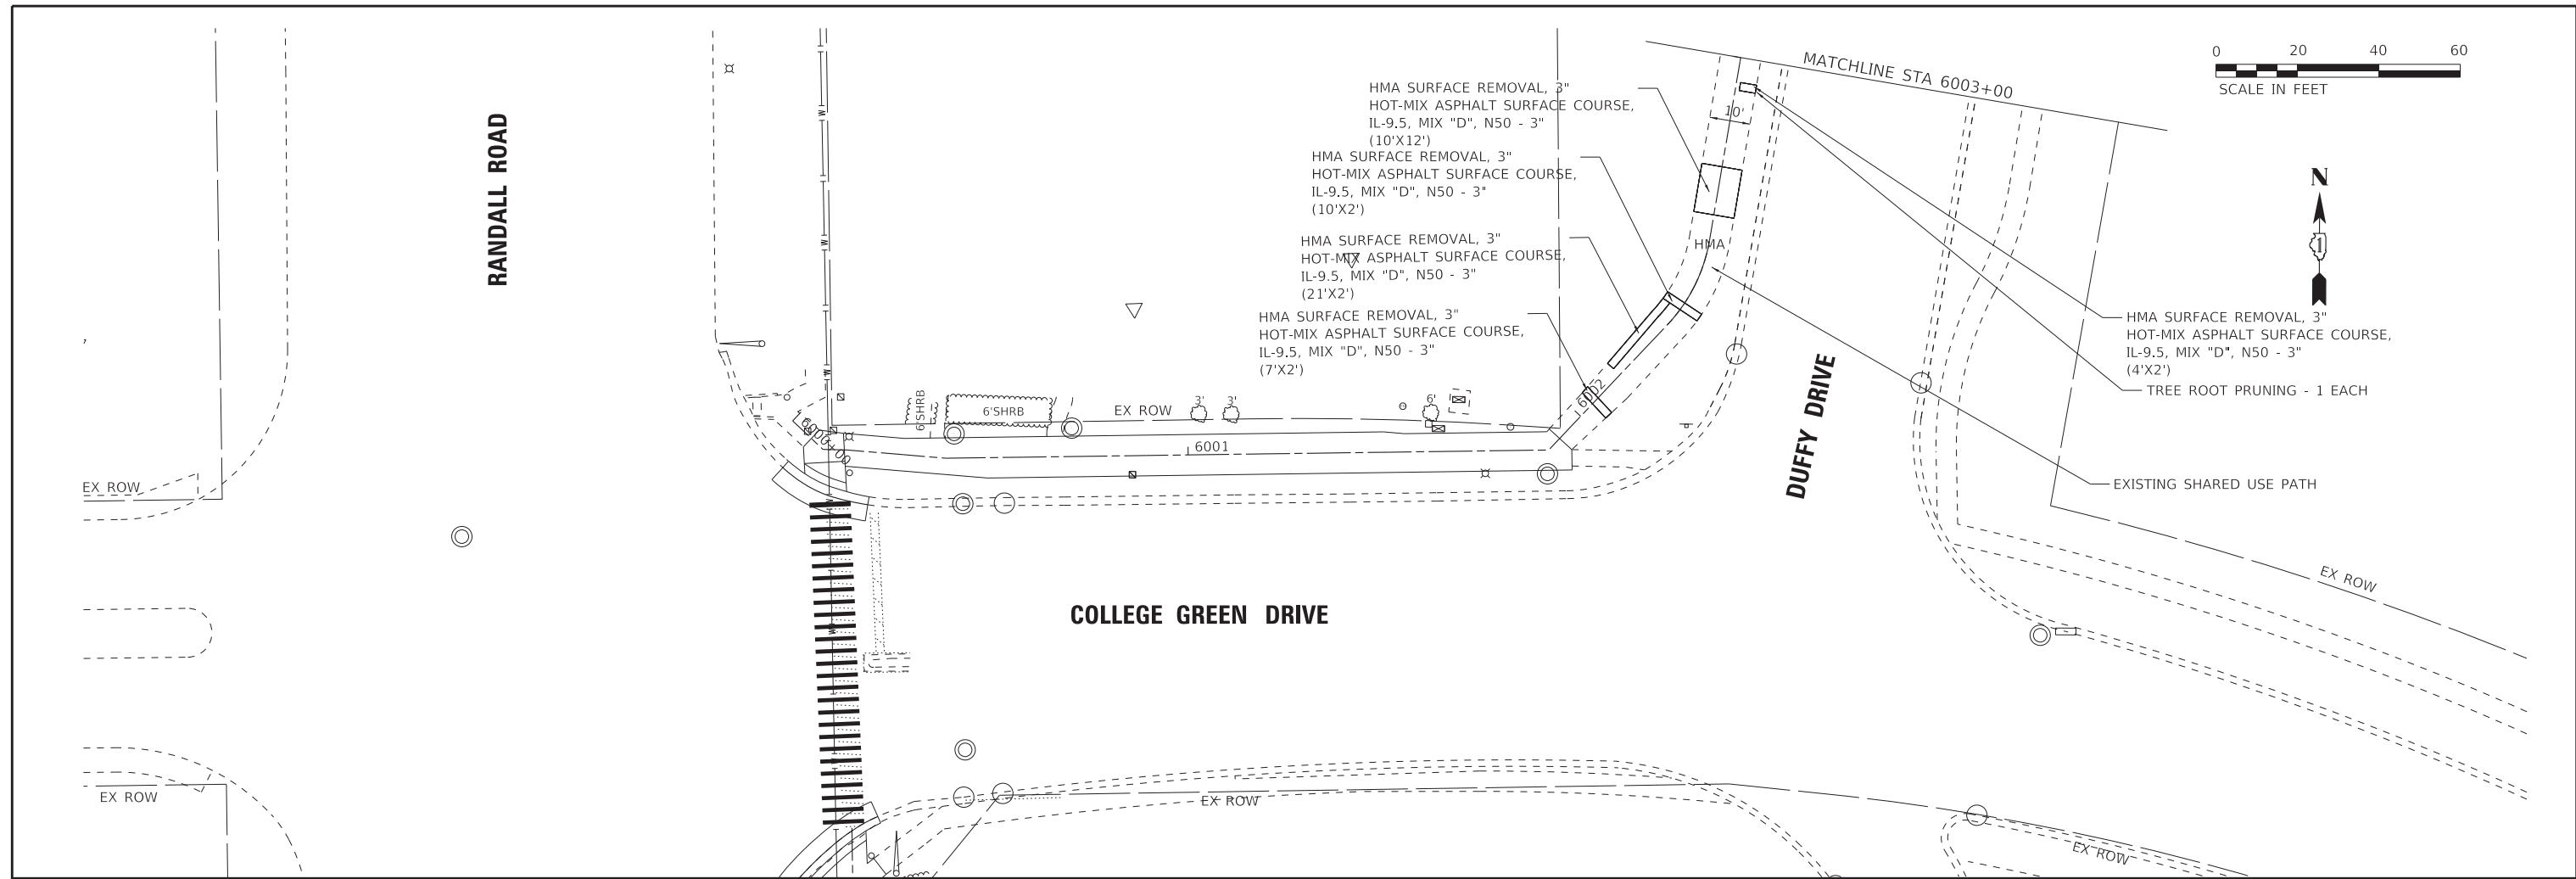 0 20 40 60
SCALE IN FEET
MATCHLINE STA 6003+00
N
1
RANDALL ROAD
HMA SURFACE REMOVAL, 3"
HOT-MIX ASPHALT SURFACE COURSE,
IL-9.5, MIX "D", N50 - 3"
(10'X12')
10'
HMA SURFACE REMOVAL, 3"
HOT-MIX ASPHALT SURFACE COURSE,
IL-9.5, MIX "D", N50 - 3"
(10'X2')
HMA SURFACE REMOVAL, 3"
HOT-MIX ASPHALT SURFACE COURSE,
IL-9.5, MIX "D", N50 - 3"
(21'X2')
HMA
HMA SURFACE REMOVAL, 3"
HOT-MIX ASPHALT SURFACE COURSE,
IL-9.5, MIX "D", N50 - 3"
(7'X2')
HMA SURFACE REMOVAL, 3"
HOT-MIX ASPHALT SURFACE COURSE,
IL-9.5, MIX "D", N50 - 3"
(4'X2')
TREE ROOT PRUNING - 1 EACH
EXISTING SHARED USE PATH
DUFFY DRIVE
6'SHRB
6'SHRB
EX ROW
3'
3'
6'
6002
6000+00
6001
EX ROW
W
W
W
W
W
W
COLLEGE GREEN DRIVE
EX ROW
EX ROW
EX ROW
EX ROW